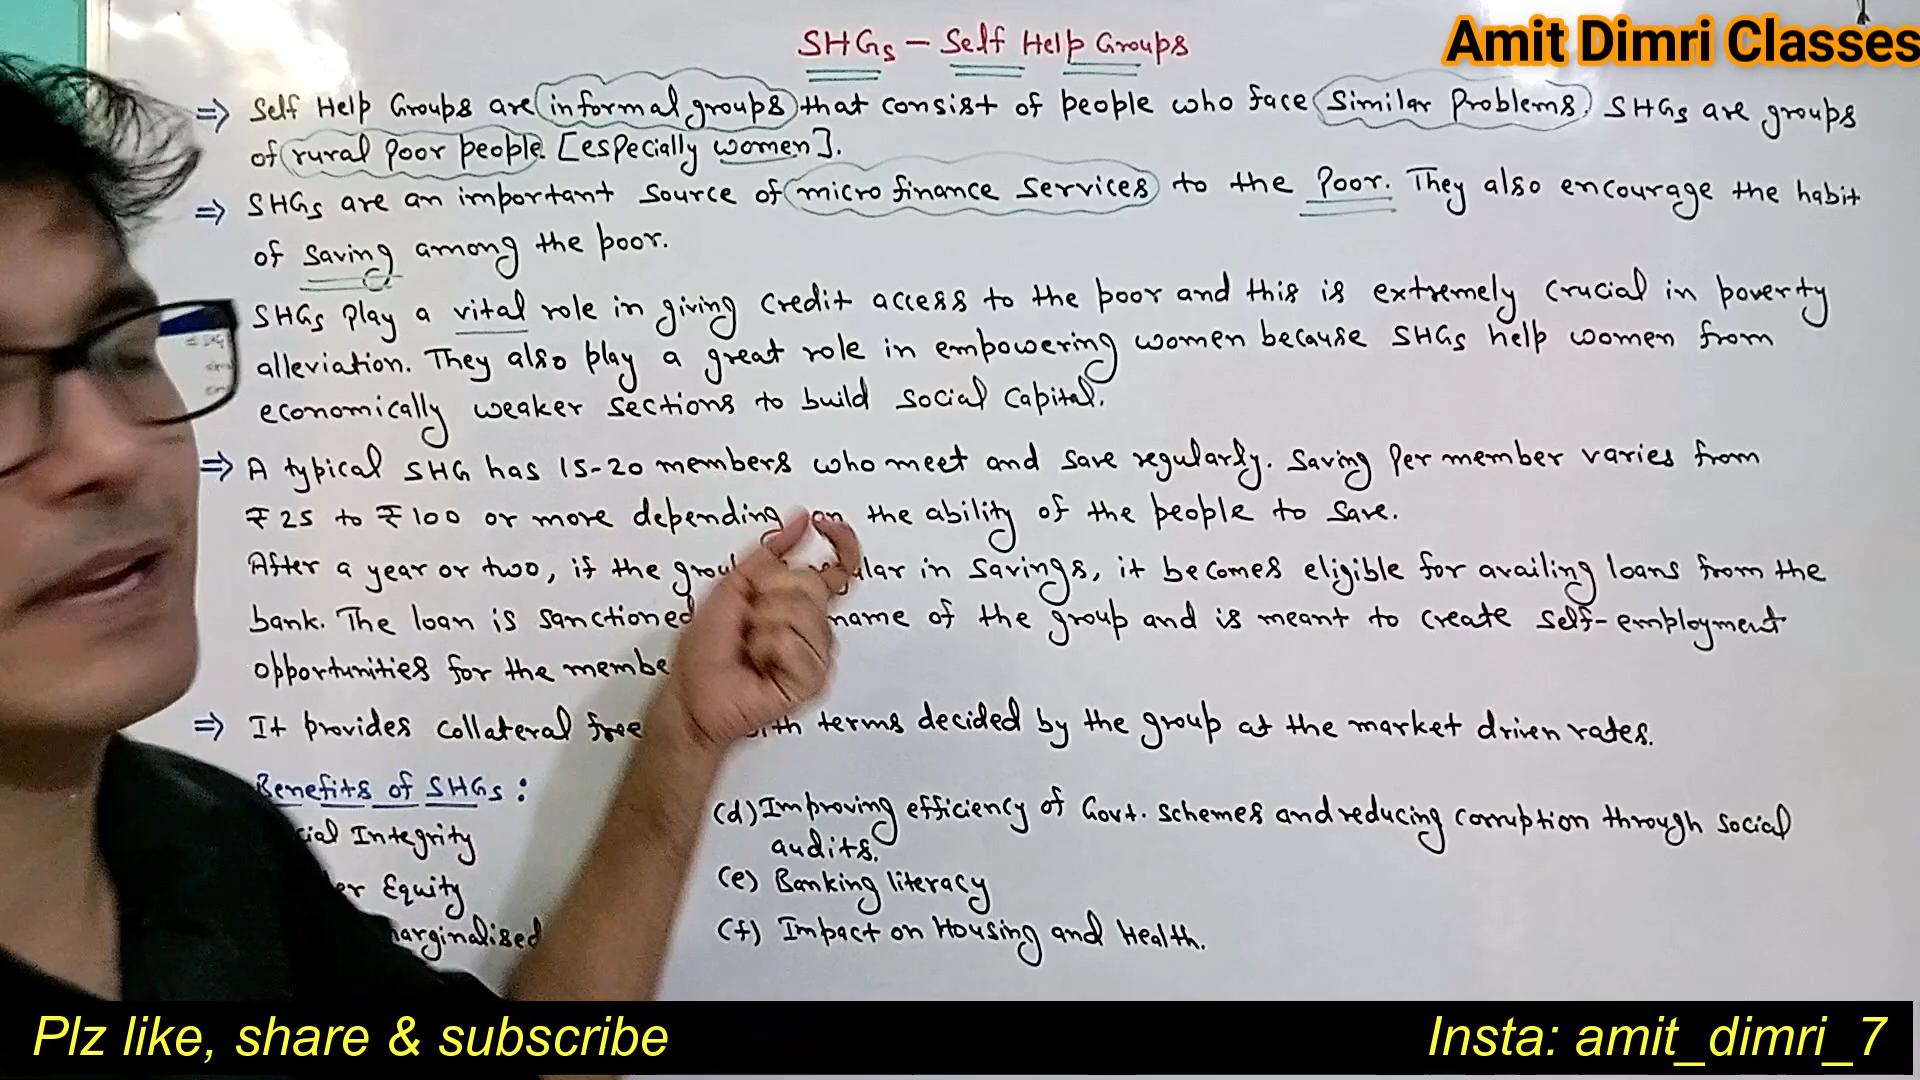 SHGs – Self Help Groups
Amit Dimri Classes
⇒ Self Help Groups are informal groups that consist of people who face similar problems. SHGs are groups
of rural poor people. [especially women].
⇒ SHGs are an important source of micro finance services to the poor. They also encourage the habit
of saving among the poor.
SHGs play a vital role in giving credit access to the poor and this is extremely crucial in poverty
alleviation. They also play a great role in empowering women because SHGs help women from
economically weaker sections to build social capital.
⇒ A typical SHG has 15-20 members who meet and save regularly. Saving per member varies from
₹25 to ₹100 or more depending on the ability of the people to save.
After a year or two, if the in savings, it becomes eligible for availing loans from the
bank. The loan is sanctioned name of the group and is meant to create self-employment
opportunities for the
⇒ It provides collateral free terms decided by the group at the market driven rates.
Benefits of SHGs :
Integrity
Equity
(d) Improving efficiency of Govt. schemes and reducing corruption through social
audits.
(e) Banking literacy
(f) Impact on Housing and Health.
Plz like, share & subscribe
Insta: amit_dimri_7